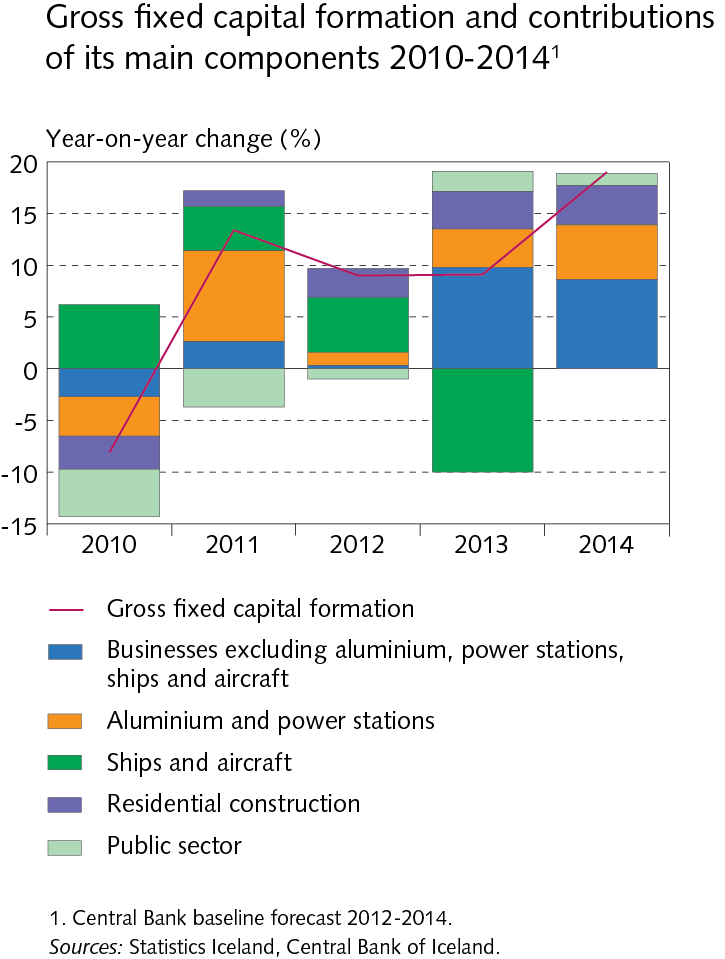 Gross fixed capital formation and contributions
of its main components 2010-2014¹
Year-on-year change (%)
20
15
10
5
0
-5
-10
-15
2010 2011 2012 2013 2014
Gross fixed capital formation
Businesses excluding aluminium, power stations,
ships and aircraft
Aluminium and power stations
Ships and aircraft
Residential construction
Public sector
1. Central Bank baseline forecast 2012-2014.
Sources: Statistics Iceland, Central Bank of Iceland.